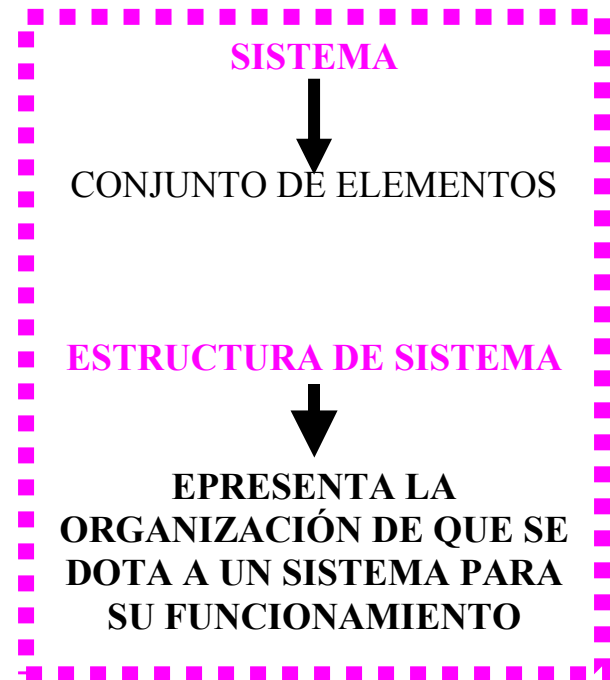 SISTEMA
CONJUNTO DE ELEMENTOS
ESTRUCTURA DE SISTEMA
EPRESENTA LA
ORGANIZACIÓN DE QUE SE
DOTA A UN SISTEMA PARA
SU FUNCIONAMIENTO